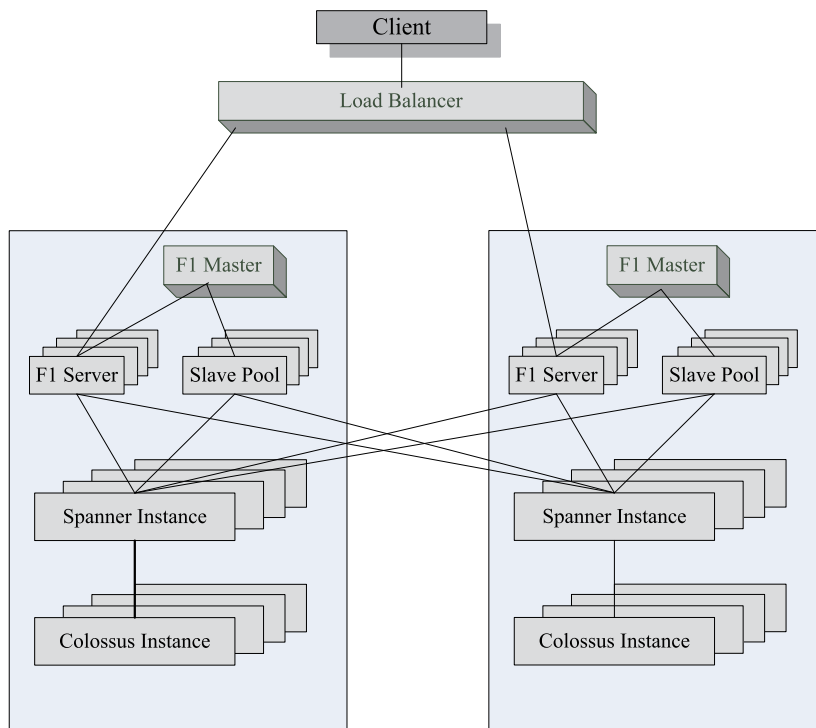 Client
Load Balancer
F1 Master
F1 Master
F1 Server
Slave Pool
F1 Server
Slave Pool
Spanner Instance
Spanner Instance
Colossus Instance
Colossus Instance